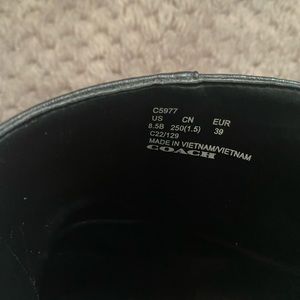 C5977
US CN EUR
8.5B 250(1.5) 39
C22/129
MADE IN VIETNAM/VIETNAM
COACH